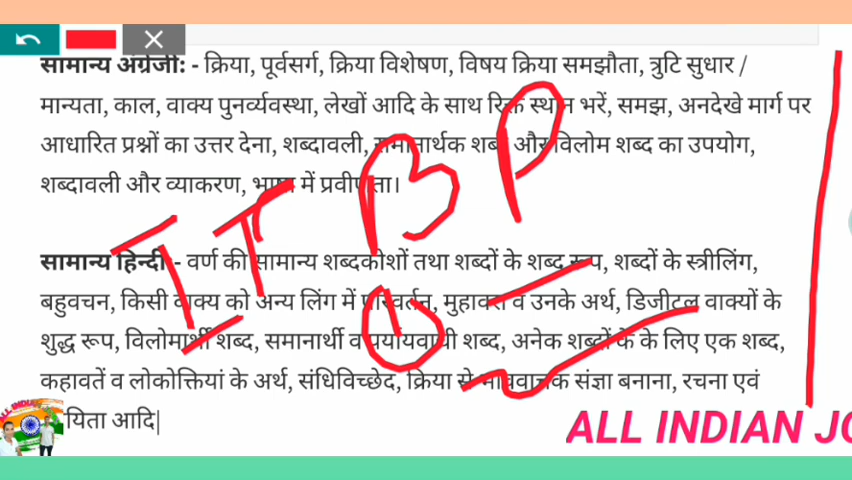 सामान्य अंग्रेजी: - क्रिया, पूर्वसर्ग, क्रिया विशेषण, विषय क्रिया समझौता, त्रुटि सुधार /
मान्यता, काल, वाक्य पुनर्व्यवस्था, लेखों आदि के साथ रिक्त स्थान भरें, समझ, अनदेखे मार्ग पर
आधारित प्रश्नों का उत्तर देना, शब्दावली, समानार्थक शब्द और विलोम शब्द का उपयोग,
शब्दावली और व्याकरण, भाषा में प्रवीणता।
ITBP
सामान्य हिन्दी:- वर्ण की सामान्य शब्दकोशों तथा शब्दों के शब्द रूप, शब्दों के स्त्रीलिंग,
बहुवचन, किसी वाक्य को अन्य लिंग में परिवर्तन, मुहावरा व उनके अर्थ, डिजीटल वाक्यों के
शुद्ध रूप, विलोमार्थी शब्द, समानार्थी व पर्यायवाची शब्द, अनेक शब्दों के के लिए एक शब्द,
कहावतें व लोकोक्तियां के अर्थ, संधिविच्छेद, क्रिया से भाववाचक संज्ञा बनाना, रचना एवं
यिता आदि
ALL INDIAN JO
ALL INDIAN